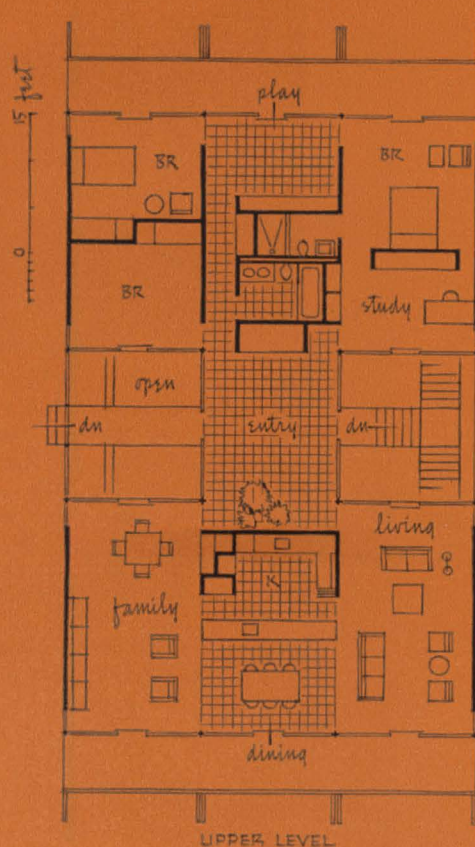 play
15 feet
0
BR
BR
BR
study
open
dn
entry
dn
living
K
family
dining
UPPER LEVEL